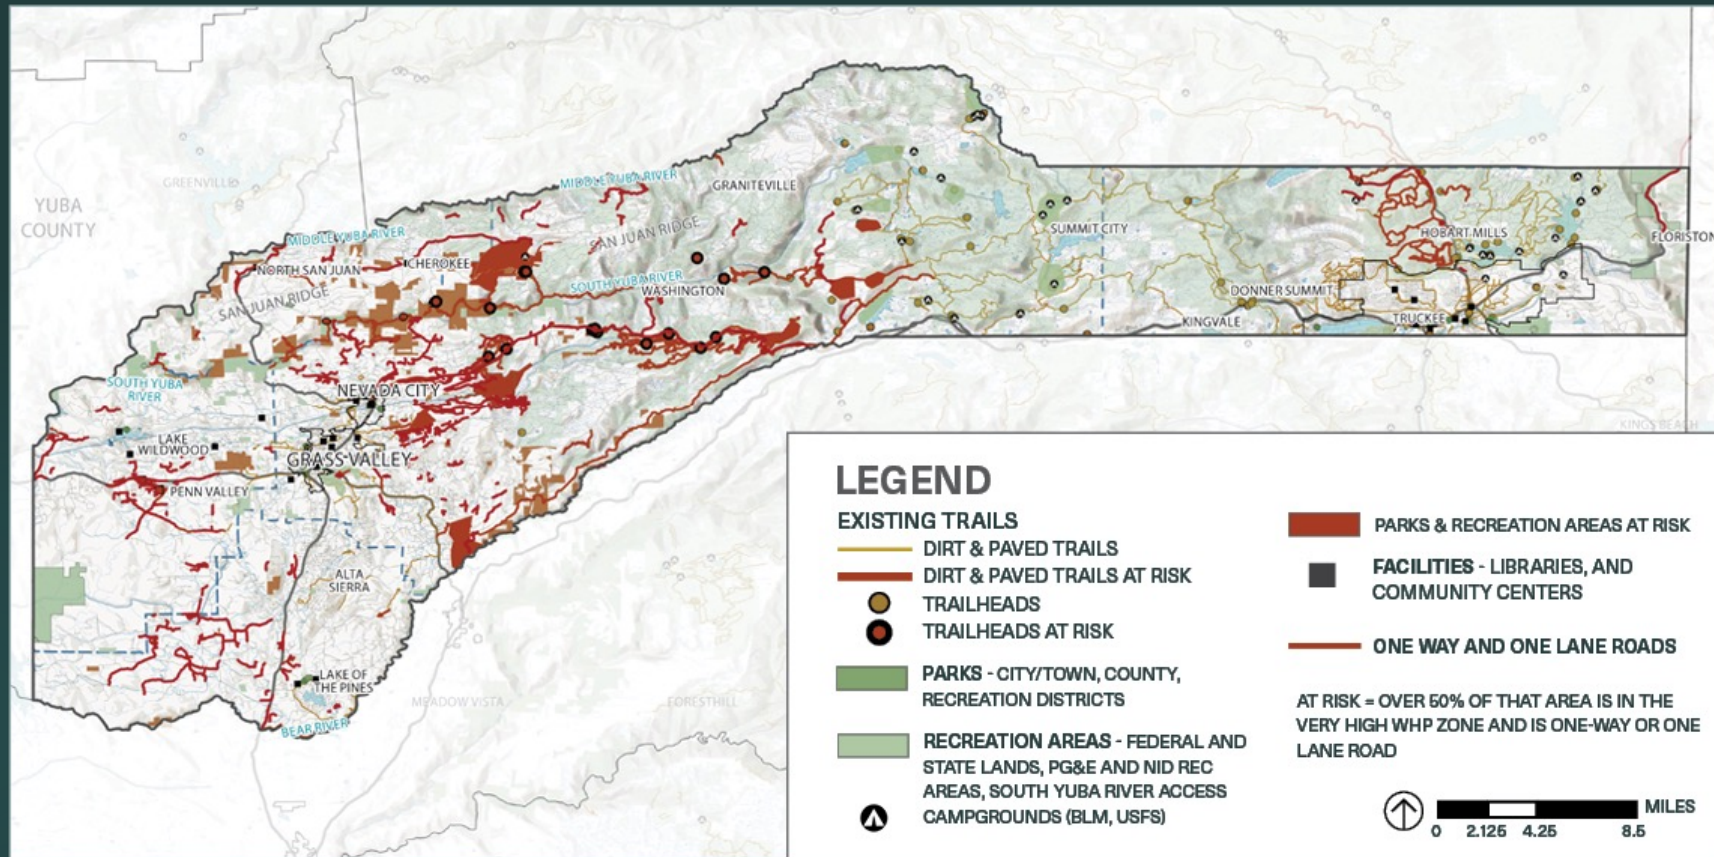 YUBA
COUNTY
GREENVILLE
MIDDLE YUBA RIVER
GRANITEVILLE
MIDDLE YUBA RIVER
SAN JUAN RIDGE
NORTH SAN JUAN
CHEROKEE
SAN JUAN RIDGE
SOUTH YUBA RIVER
WASHINGTON
SUMMIT CITY
HOBART MILLS
FLORISTON
DONNER SUMMIT
KINGVALE
TRUCKEE
SOUTH YUBA
RIVER
NEVADA CITY
LAKE
WILDWOOD
GRASS VALLEY
PENN VALLEY
ALTA
SIERRA
LAKE OF
THE PINES
BEAR RIVER
MEADOW VISTA
FORESTHILL
KINGS BEACH
LEGEND
EXISTING TRAILS
DIRT & PAVED TRAILS
DIRT & PAVED TRAILS AT RISK
TRAILHEADS
TRAILHEADS AT RISK
PARKS - CITY/TOWN, COUNTY,
RECREATION DISTRICTS
RECREATION AREAS - FEDERAL AND
STATE LANDS, PG&E AND NID REC
AREAS, SOUTH YUBA RIVER ACCESS
CAMPGROUNDS (BLM, USFS)
PARKS & RECREATION AREAS AT RISK
FACILITIES - LIBRARIES, AND
COMMUNITY CENTERS
ONE WAY AND ONE LANE ROADS
AT RISK = OVER 50% OF THAT AREA IS IN THE
VERY HIGH WHP ZONE AND IS ONE-WAY OR ONE
LANE ROAD
MILES
0 2.125 4.25 8.5